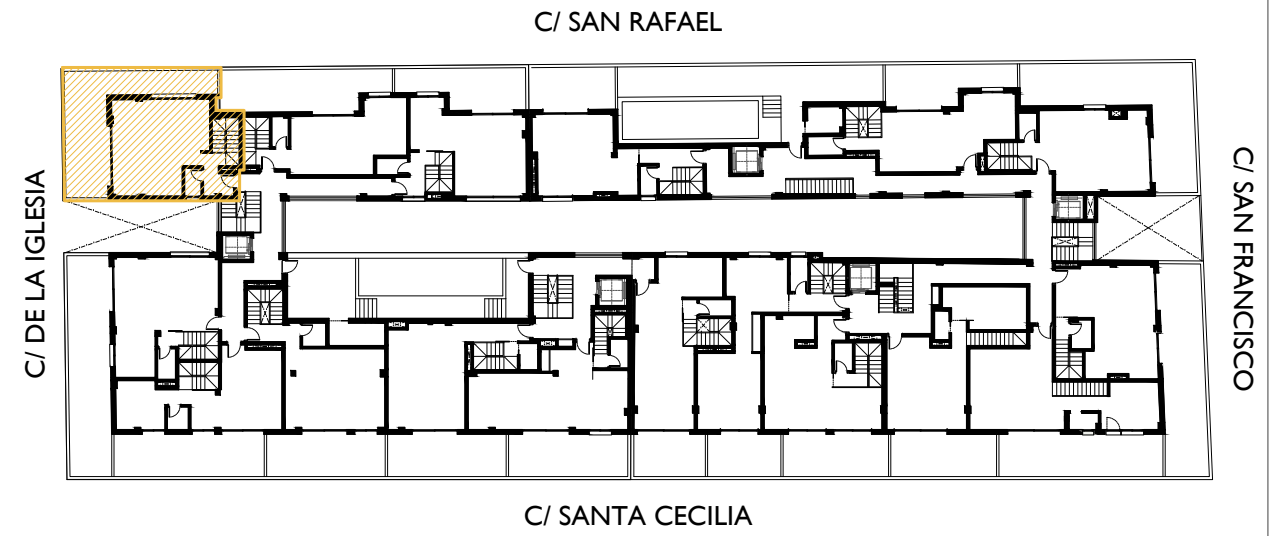 C/ SAN RAFAEL
C/ DE LA IGLESIA
C/ SAN FRANCISCO
C/ SANTA CECILIA